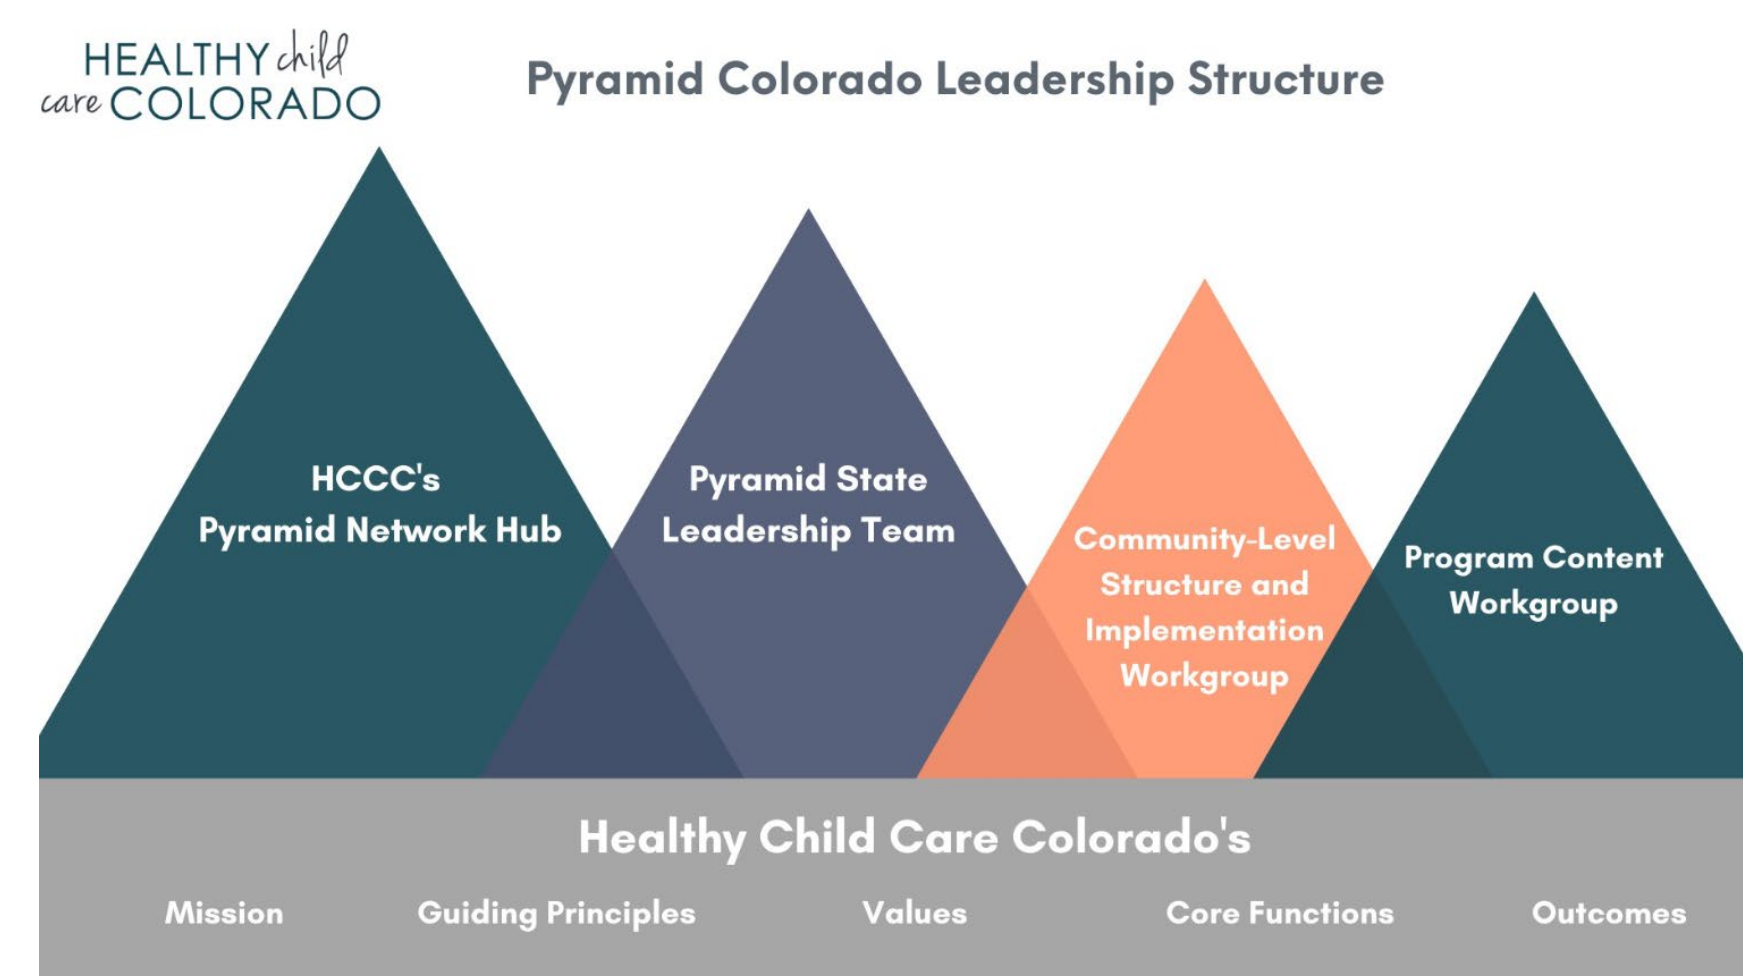 HEALTHY child
care COLORADO
Pyramid Colorado Leadership Structure
HCCC's
Pyramid Network Hub
Pyramid State
Leadership Team
Community-Level
Structure and
Implementation
Workgroup
Program Content
Workgroup
Healthy Child Care Colorado's
Mission
Guiding Principles
Values
Core Functions
Outcomes